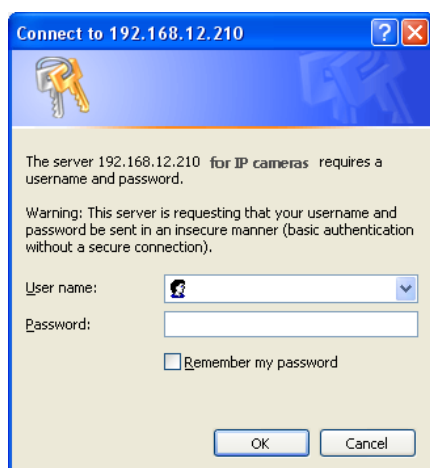 Connect to 192.168.12.210
The server 192.168.12.210 for IP cameras requires a
username and password.
Warning: This server is requesting that your username and
password be sent in an insecure manner (basic authentication
without a secure connection).
User name:
Password:
Remember my password
OK Cancel